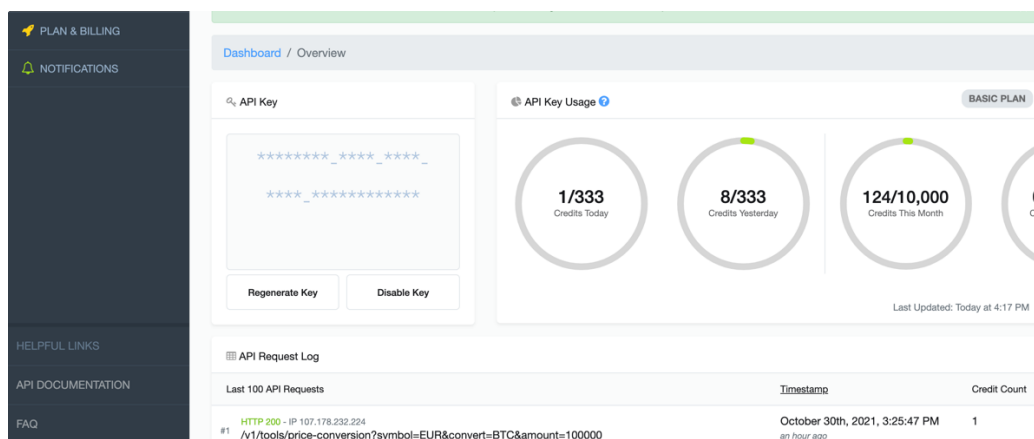 PLAN & BILLING
NOTIFICATIONS
HELPFUL LINKS
API DOCUMENTATION
FAQ
Dashboard / Overview
API Key
********_****_****_
****_************
Regenerate Key
Disable Key
API Key Usage ?
BASIC PLAN
1/333
Credits Today
8/333
Credits Yesterday
124/10,000
Credits This Month
Last Updated: Today at 4:17 PM
API Request Log
Last 100 API Requests
Timestamp
Credit Count
#1
HTTP 200 - IP 107.178.232.224
/v1/tools/price-conversion?symbol=EUR&convert=BTC&amount=100000
October 30th, 2021, 3:25:47 PM
an hour ago
1